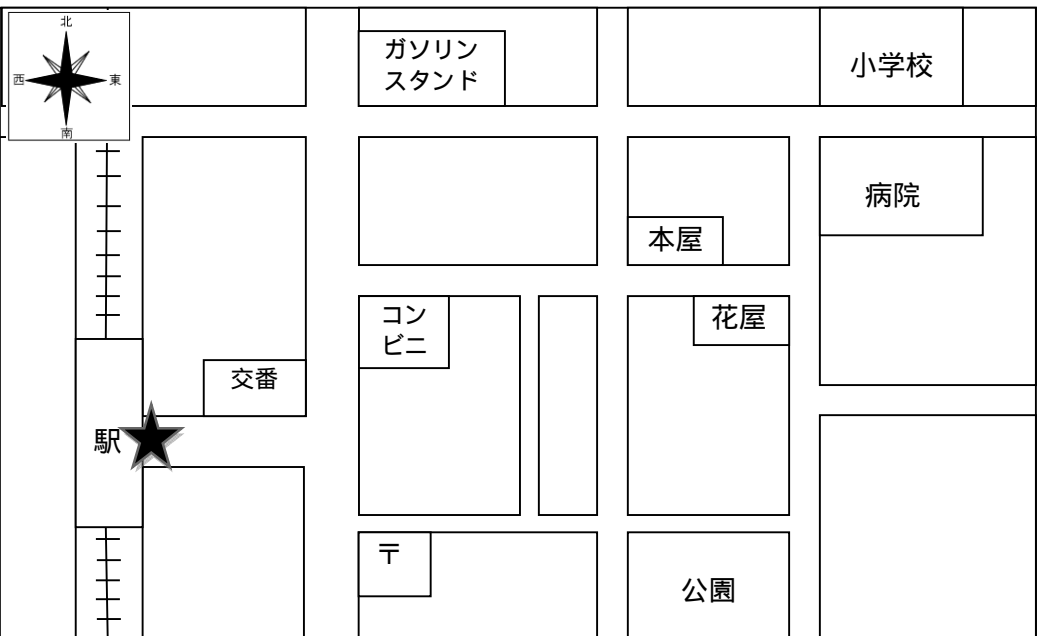 北
西
東
南
ガソリン
スタンド
小学校
病院
本屋
コン
ビニ
花屋
交番
駅
〒
公園